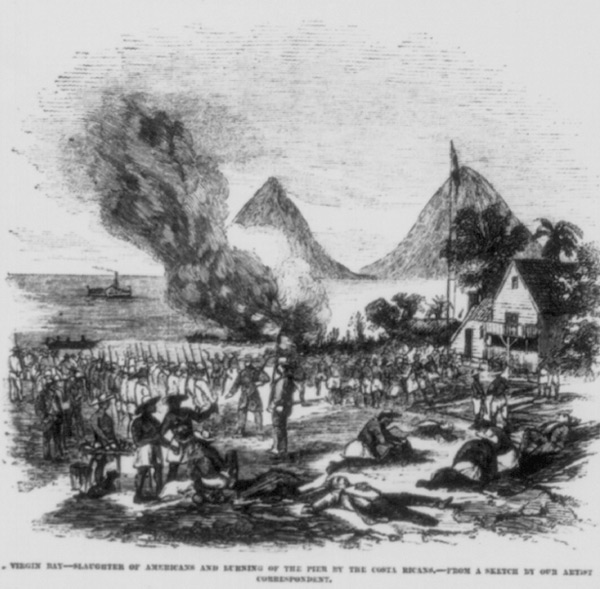 VIRGIN BAY—SLAUGHTER OF AMERICANS AND BURNING OF THE PIER BY THE COSTA RICANS.—FROM A SKETCH BY OUR ARTIST
CORRESPONDENT.